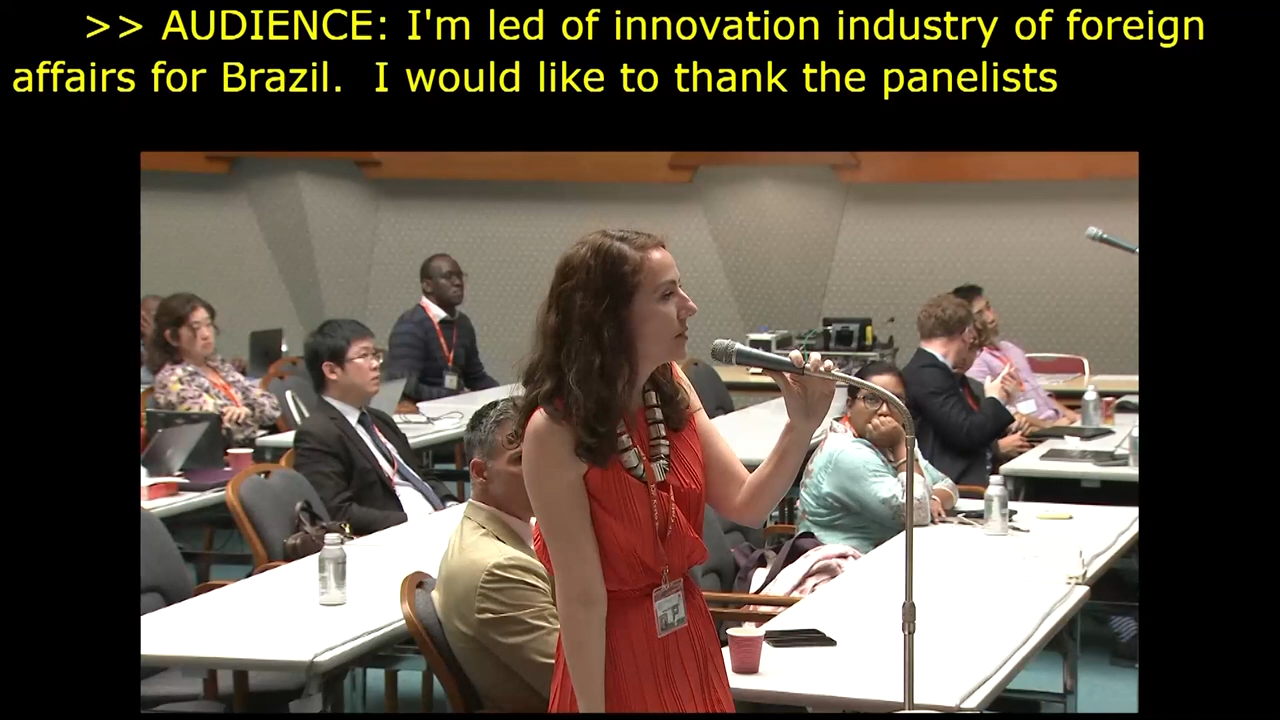 >> AUDIENCE: I'm led of innovation industry of foreign
affairs for Brazil.  I would like to thank the panelists